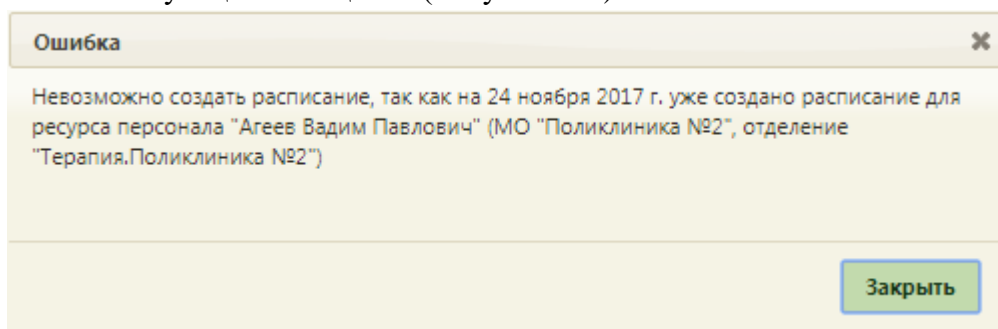 Ошибка
Невозможно создать расписание, так как на 24 ноября 2017 г. уже создано расписание для
ресурса персонала "Агеев Вадим Павлович" (МО "Поликлиника №2", отделение
"Терапия.Поликлиника №2")
Закрыть